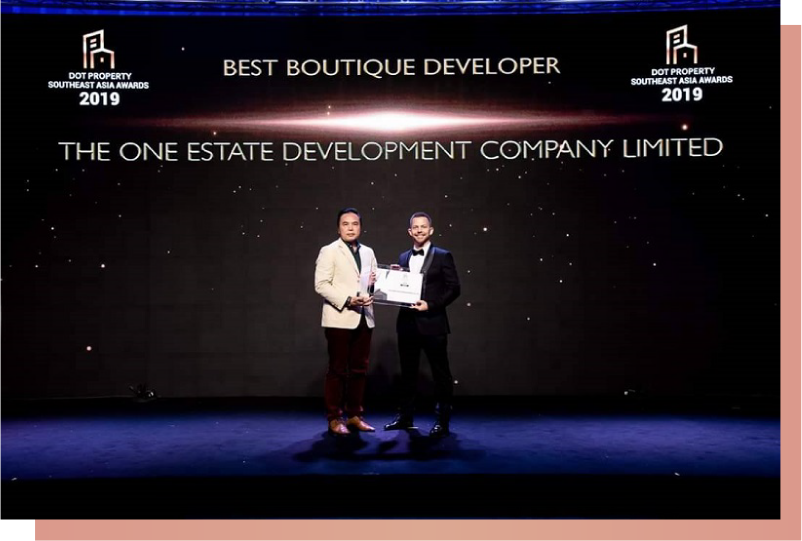 BEST BOUTIQUE DEVELOPER
DOT PROPERTY
SOUTHEAST ASIA AWARDS
2019
DOT PROPERTY
SOUTHEAST ASIA AWARDS
2019
THE ONE ESTATE DEVELOPMENT COMPANY LIMITED